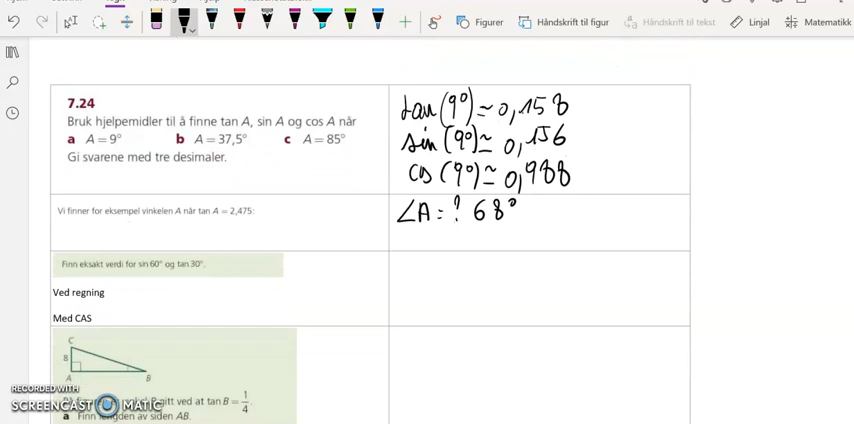 Figurer
Håndskrift til figur
Håndskrift til tekst
Linjal
Matematikk
7.24
Bruk hjelpemidler til å finne tan A, sin A og cos A når
a A = 9° b A = 37,5° c A = 85°
Gi svarene med tre desimaler.
tan (9°) ≃ 0,158
sin (9°) ≃ 0,156
cos (9°) ≃ 0,988
Vi finner for eksempel vinkelen A når tan A = 2,475:
∠A = ? 68°
Finn eksakt verdi for sin 60° og tan 30°.
Ved regning
Med CAS
C
8
A B
gitt ved at tan B = 1/4
a Finn lengden av siden AB.
RECORDED WITH
SCREENCAST MATIC